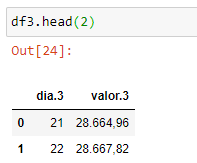 df3.head(2)
Out[24]:
dia.3 valor.3
0 21 28.664,96
1 22 28.667,82